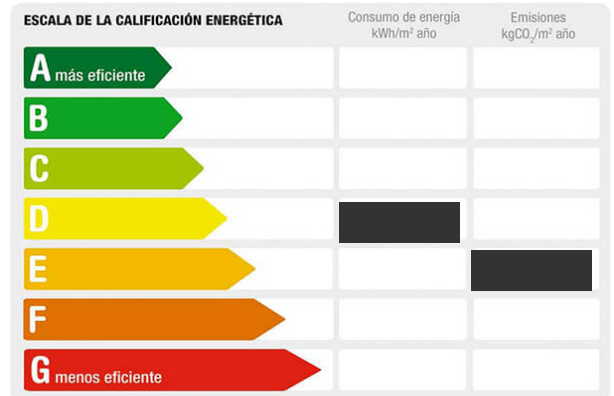 ESCALA DE LA CALIFICACIÓN ENERGÉTICA
Consumo de energía
kWh/m² año
Emisiones
kgCO₂/m² año
A más eficiente
B
C
D
E
F
G menos eficiente